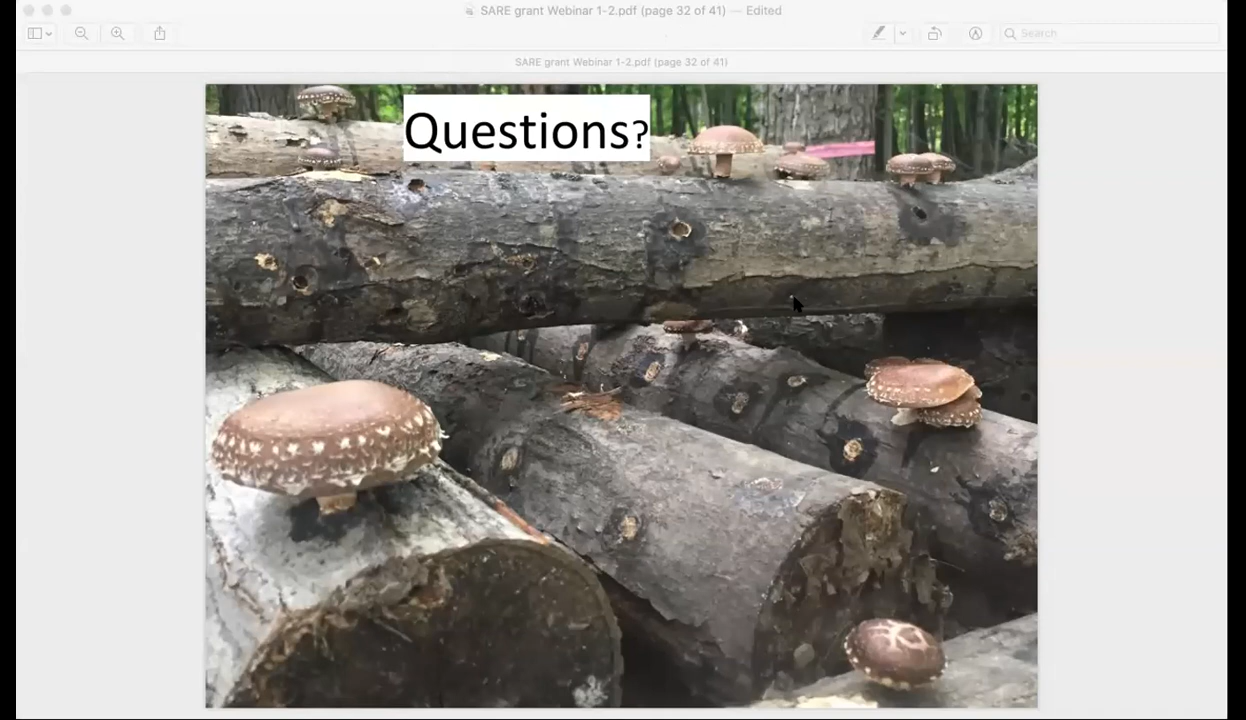 SARE grant Webinar 1-2.pdf (page 32 of 41) — Edited
Search
SARE grant Webinar 1-2.pdf (page 32 of 41)
Questions?